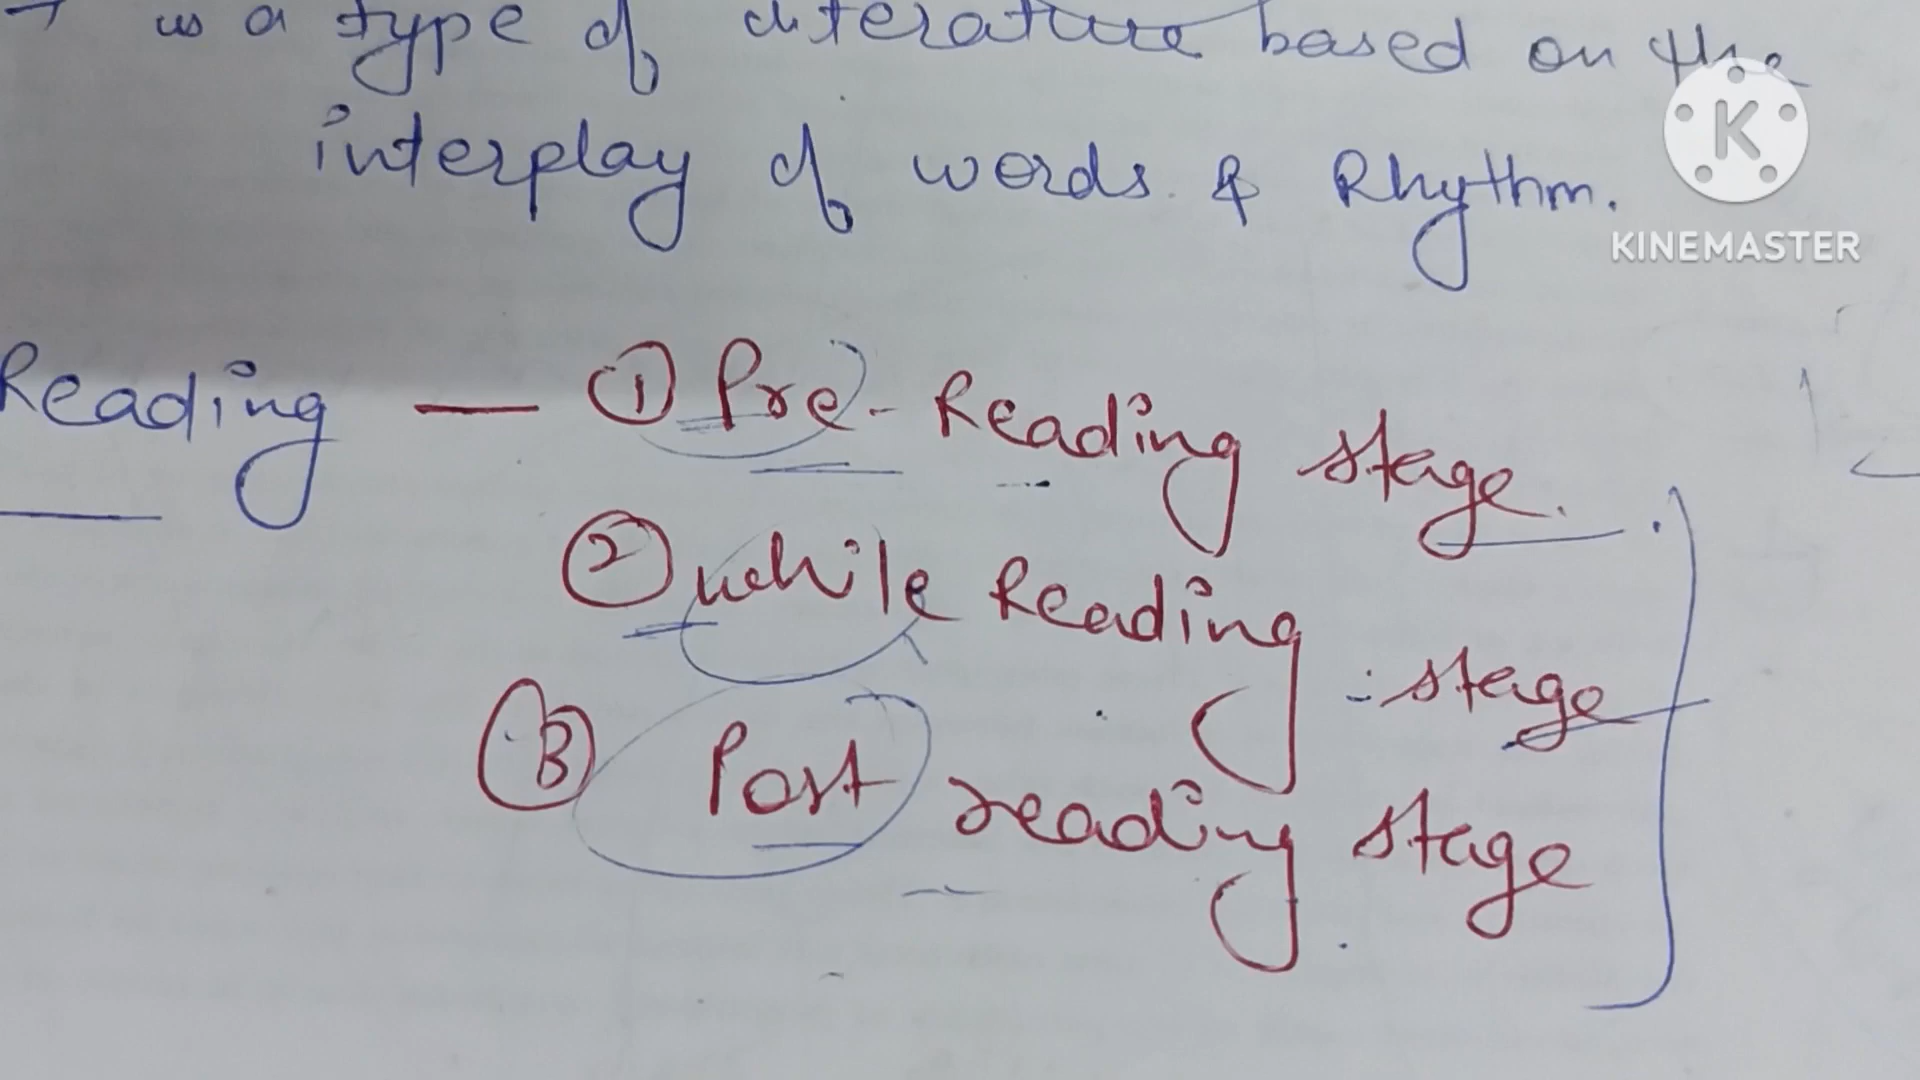 is a type of literature based on the
interplay of words & Rhythm.
KINEMASTER
Reading — ① Pre-Reading stage.
② while Reading - stage
③ Post reading stage